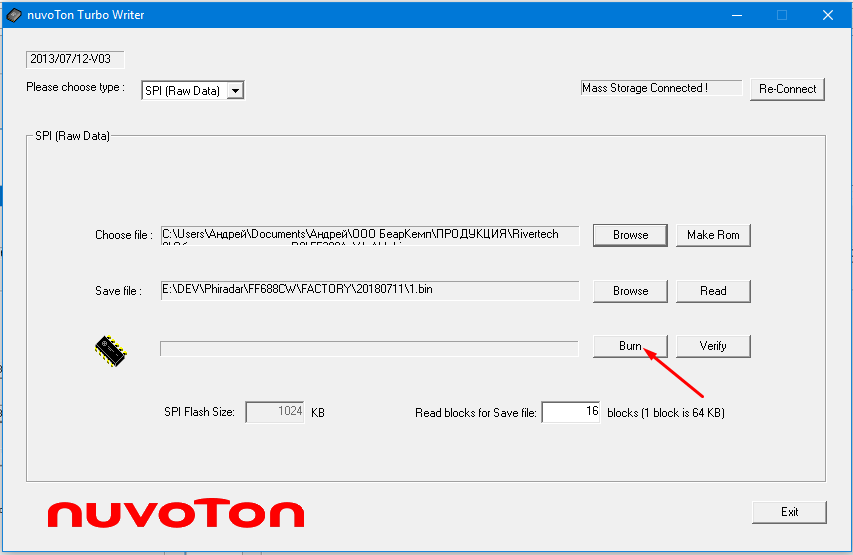 nuvoTon Turbo Writer
2013/07/12-V03
Please choose type :
SPI (Raw Data)
Mass Storage Connected !
Re-Connect
SPI (Raw Data)
Choose file :
C:\Users\Андрей\Documents\Андрей\ООО БеарКемп\ПРОДУКЦИЯ\Rivertech
Browse
Make Rom
Save file :
E:\DEV\Phiradar\FF688CW\FACTORY\20180711\1.bin
Browse
Read
Burn
Verify
SPI Flash Size:
1024
KB
Read blocks for Save file:
16
blocks (1 block is 64 KB)
nuvoTon
Exit